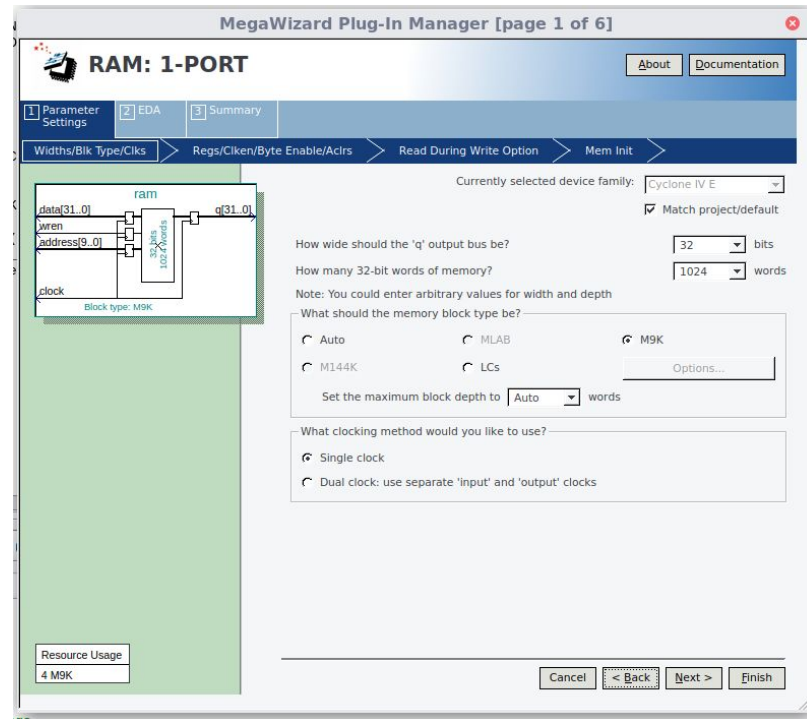 MegaWizard Plug-In Manager [page 1 of 6]
RAM: 1-PORT
About
Documentation
1 Parameter Settings
2 EDA
3 Summary
Widths/Blk Type/Clks
Regs/Clken/Byte Enable/Aclrs
Read During Write Option
Mem Init
ram
data[31..0]
q[31..0]
wren
address[9..0]
32 bits
1024 words
clock
Block type: M9K
Currently selected device family: Cyclone IV E
Match project/default
How wide should the 'q' output bus be? 32 bits
How many 32-bit words of memory? 1024 words
Note: You could enter arbitrary values for width and depth
What should the memory block type be?
Auto MLAB M9K
M144K LCs Options...
Set the maximum block depth to Auto words
What clocking method would you like to use?
Single clock
Dual clock: use separate 'input' and 'output' clocks
Resource Usage
4 M9K
Cancel < Back Next > Finish